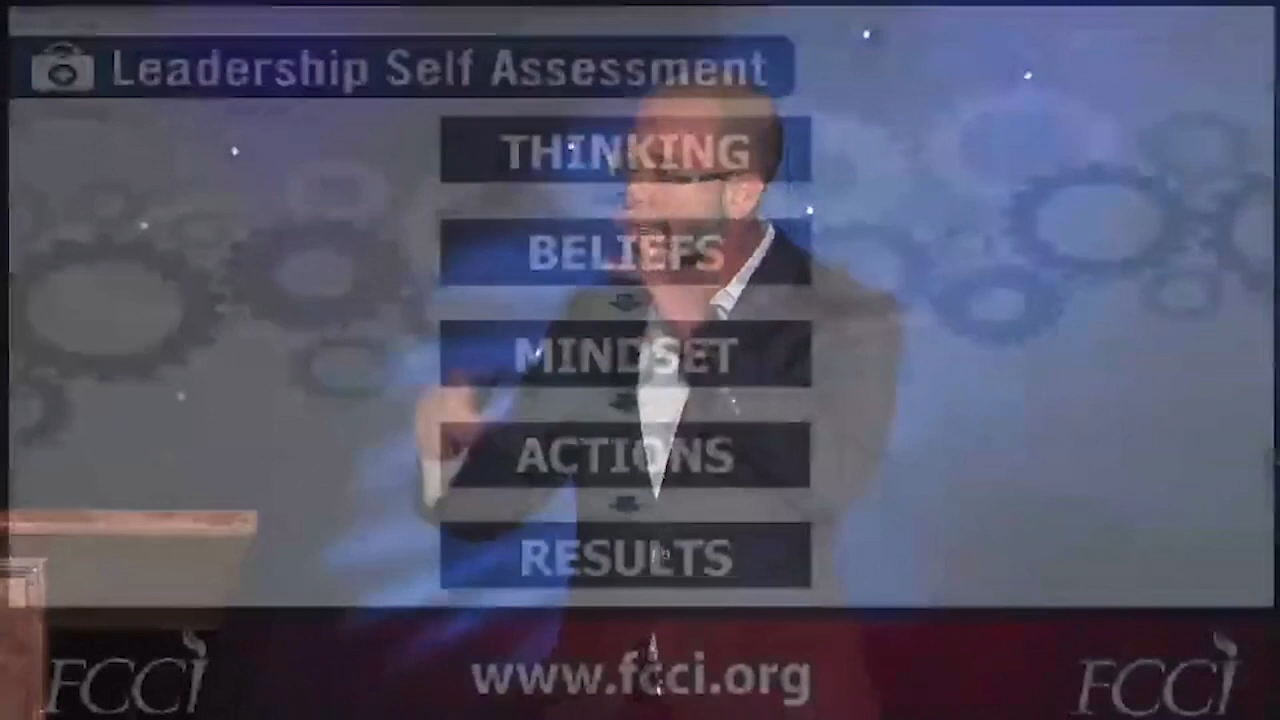 Leadership Self Assessment
THINKING
BELIEFS
MINDSET
ACTIONS
RESULTS
FCCI
www.fcci.org
FCCI